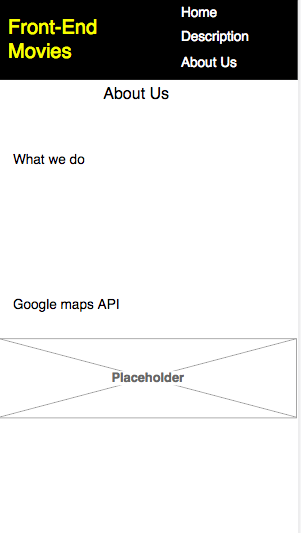 Front-End
Movies
Home
Description
About Us
About Us
What we do
Google maps API
Placeholder